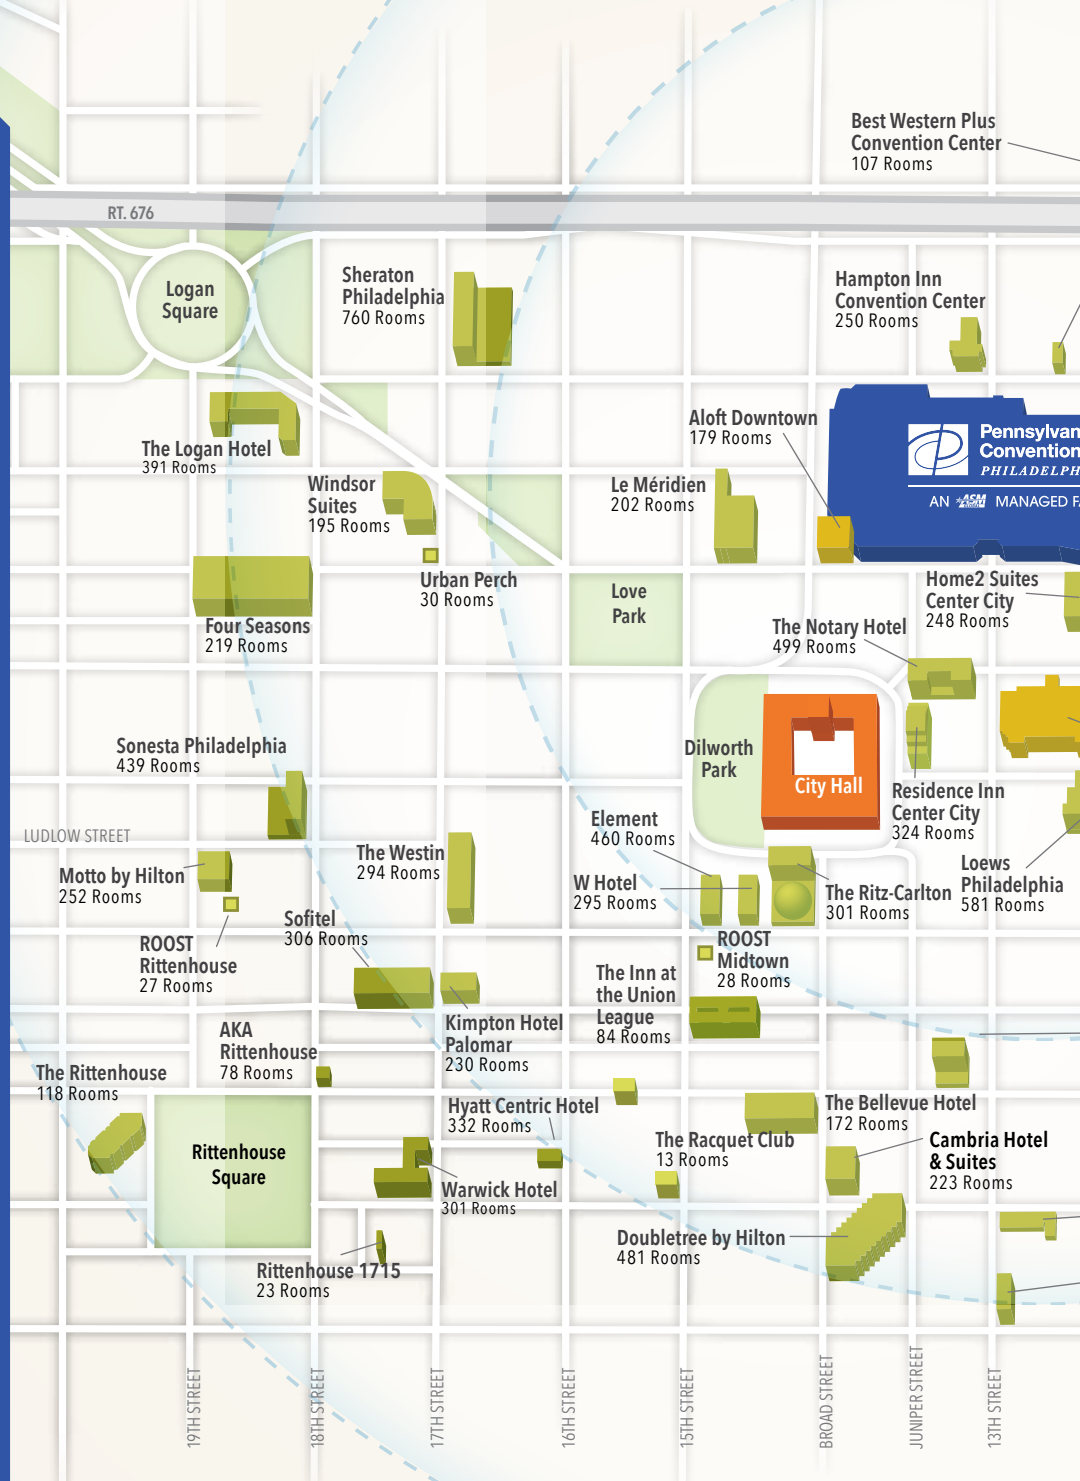 Best Western Plus
Convention Center
107 Rooms
RT. 676
Logan
Square
Sheraton
Philadelphia
760 Rooms
Hampton Inn
Convention Center
250 Rooms
The Logan Hotel
391 Rooms
Aloft Downtown
179 Rooms
Pennsylvan
Convention
PHILADELPH
AN ASM MANAGED FA
Windsor
Suites
195 Rooms
Le Méridien
202 Rooms
Urban Perch
30 Rooms
Love
Park
Home2 Suites
Center City
248 Rooms
Four Seasons
219 Rooms
The Notary Hotel
499 Rooms
Sonesta Philadelphia
439 Rooms
Dilworth
Park
City Hall
Residence Inn
Center City
324 Rooms
LUDLOW STREET
Element
460 Rooms
The Westin
294 Rooms
Loews
Philadelphia
581 Rooms
Motto by Hilton
252 Rooms
W Hotel
295 Rooms
The Ritz-Carlton
301 Rooms
Sofitel
306 Rooms
ROOST
Rittenhouse
27 Rooms
ROOST
Midtown
28 Rooms
The Inn at
the Union
League
84 Rooms
AKA
Rittenhouse
78 Rooms
Kimpton Hotel
Palomar
230 Rooms
The Rittenhouse
118 Rooms
Hyatt Centric Hotel
332 Rooms
The Bellevue Hotel
172 Rooms
Rittenhouse
Square
The Racquet Club
13 Rooms
Cambria Hotel
& Suites
223 Rooms
Warwick Hotel
301 Rooms
Doubletree by Hilton
481 Rooms
Rittenhouse 1715
23 Rooms
19TH STREET
18TH STREET
17TH STREET
16TH STREET
15TH STREET
BROAD STREET
JUNIPER STREET
13TH STREET